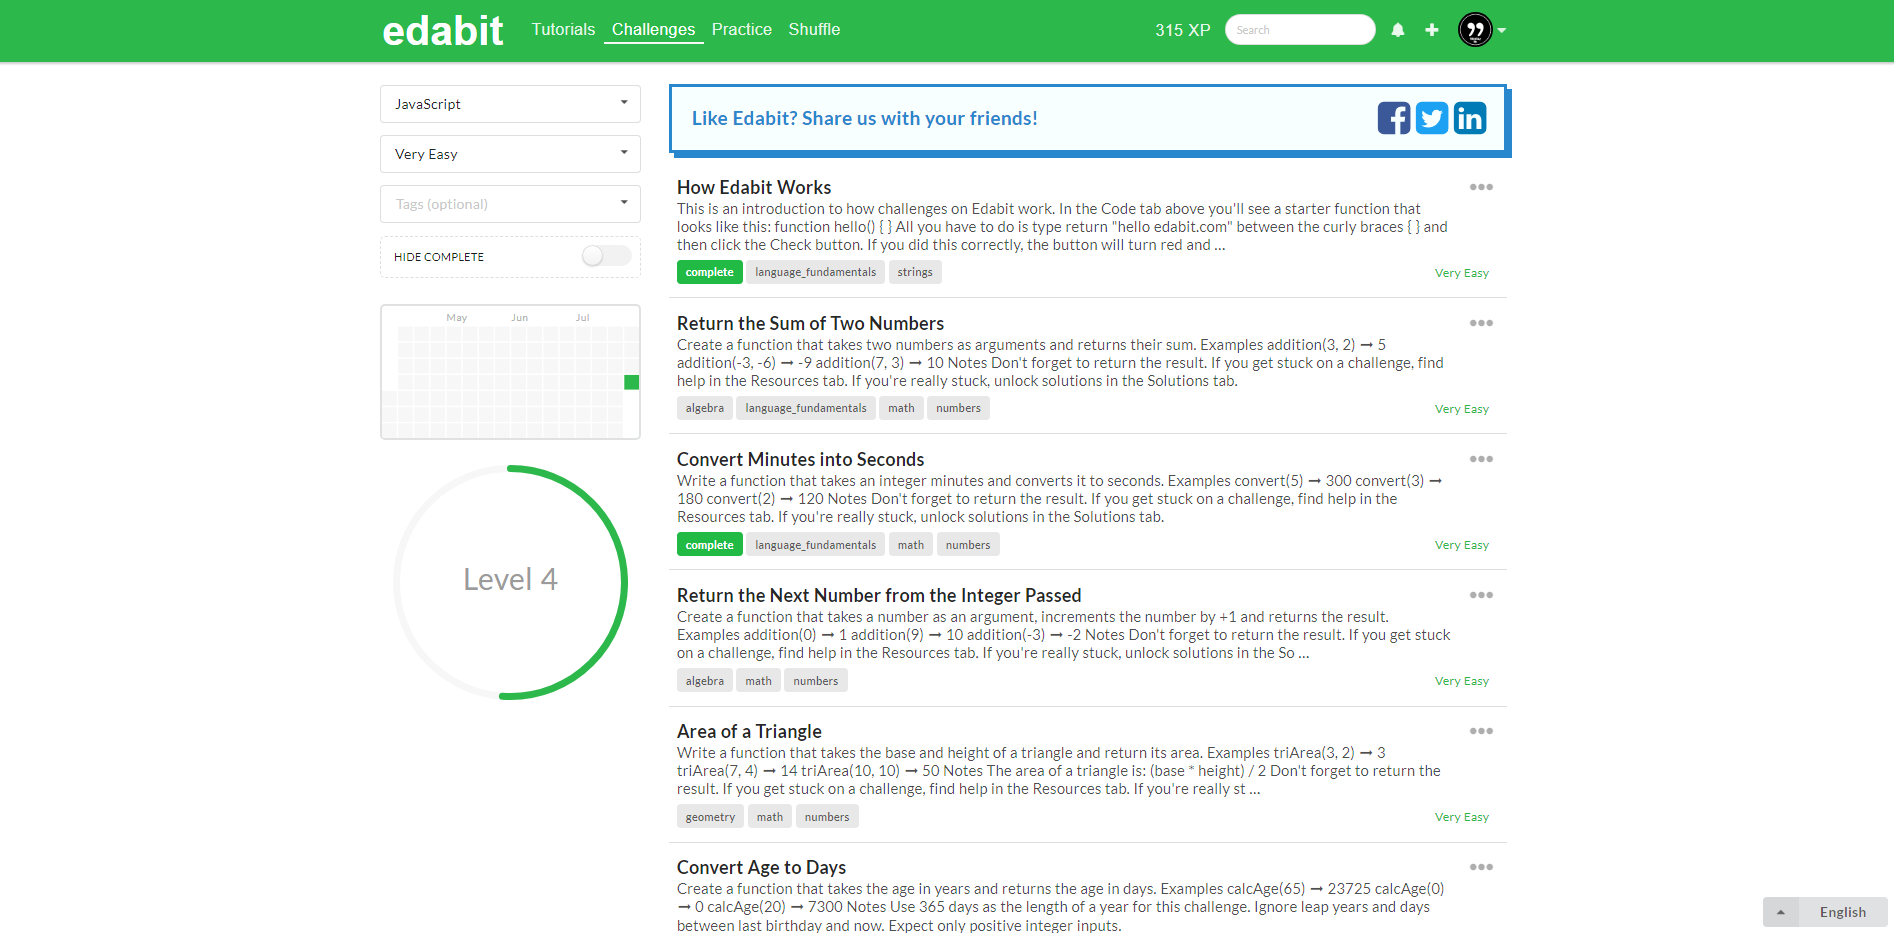 edabit
Tutorials Challenges Practice Shuffle
315 XP
Search
JavaScript
Very Easy
Tags (optional)
HIDE COMPLETE
May Jun Jul
Level 4
Like Edabit? Share us with your friends!
How Edabit Works
This is an introduction to how challenges on Edabit work. In the Code tab above you'll see a starter function that
looks like this: function hello() { } All you have to do is type return "hello edabit.com" between the curly braces { } and
then click the Check button. If you did this correctly, the button will turn red and ...
complete language_fundamentals strings
Very Easy
Return the Sum of Two Numbers
Create a function that takes two numbers as arguments and returns their sum. Examples addition(3, 2) ➞ 5
addition(-3, -6) ➞ -9 addition(7, 3) ➞ 10 Notes Don't forget to return the result. If you get stuck on a challenge, find
help in the Resources tab. If you're really stuck, unlock solutions in the Solutions tab.
algebra language_fundamentals math numbers
Very Easy
Convert Minutes into Seconds
Write a function that takes an integer minutes and converts it to seconds. Examples convert(5) ➞ 300 convert(3) ➞
180 convert(2) ➞ 120 Notes Don't forget to return the result. If you get stuck on a challenge, find help in the
Resources tab. If you're really stuck, unlock solutions in the Solutions tab.
complete language_fundamentals math numbers
Very Easy
Return the Next Number from the Integer Passed
Create a function that takes a number as an argument, increments the number by +1 and returns the result.
Examples addition(0) ➞ 1 addition(9) ➞ 10 addition(-3) ➞ -2 Notes Don't forget to return the result. If you get stuck
on a challenge, find help in the Resources tab. If you're really stuck, unlock solutions in the So ...
algebra math numbers
Very Easy
Area of a Triangle
Write a function that takes the base and height of a triangle and return its area. Examples triArea(3, 2) ➞ 3
triArea(7, 4) ➞ 14 triArea(10, 10) ➞ 50 Notes The area of a triangle is: (base * height) / 2 Don't forget to return the
result. If you get stuck on a challenge, find help in the Resources tab. If you're really st ...
geometry math numbers
Very Easy
Convert Age to Days
Create a function that takes the age in years and returns the age in days. Examples calcAge(65) ➞ 23725 calcAge(0)
➞ 0 calcAge(20) ➞ 7300 Notes Use 365 days as the length of a year for this challenge. Ignore leap years and days
between last birthday and now. Expect only positive integer inputs.
English